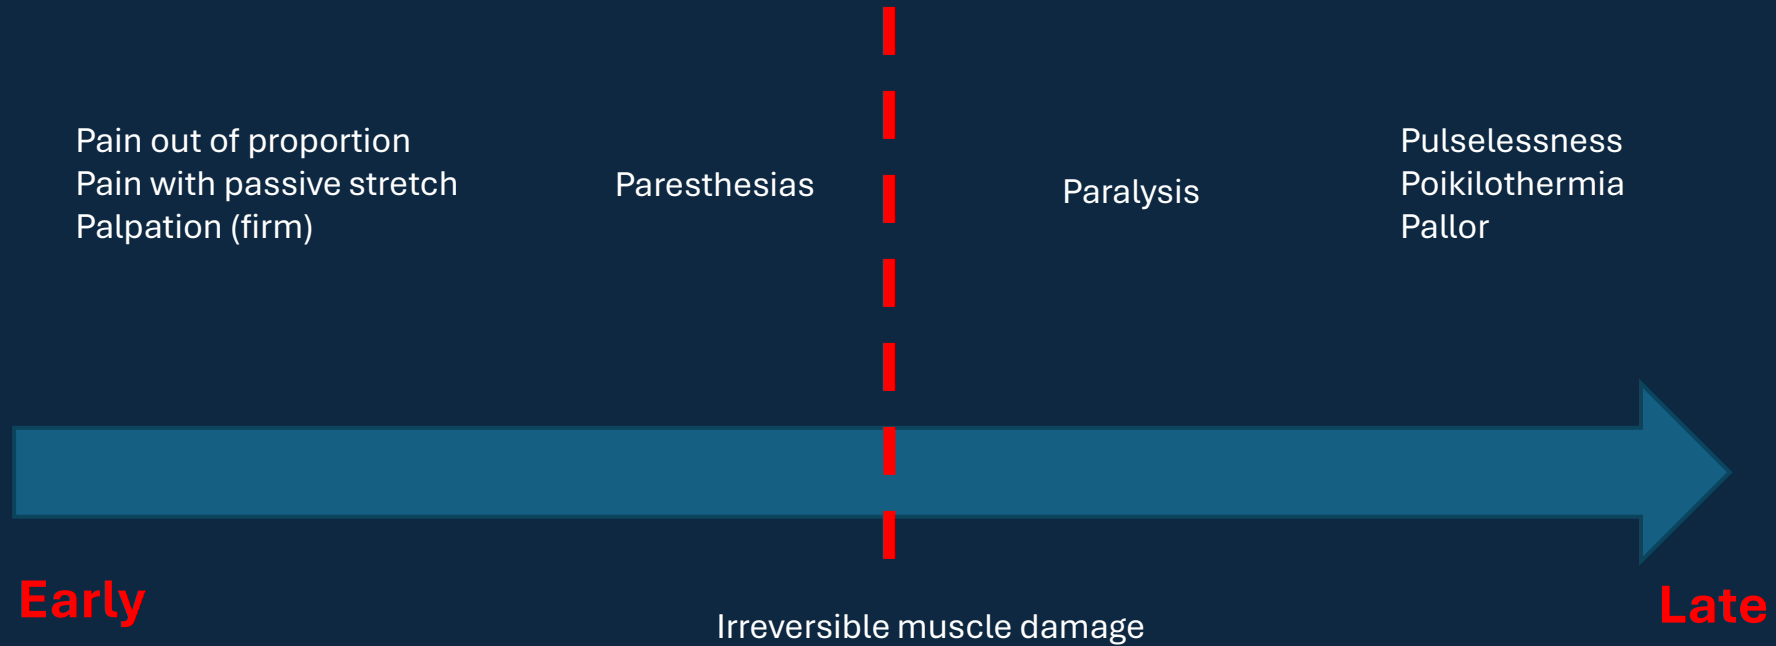 Pain out of proportion
Pain with passive stretch
Palpation (firm)
Paresthesias
Paralysis
Pulselessness
Poikilothermia
Pallor
Early
Late
Irreversible muscle damage